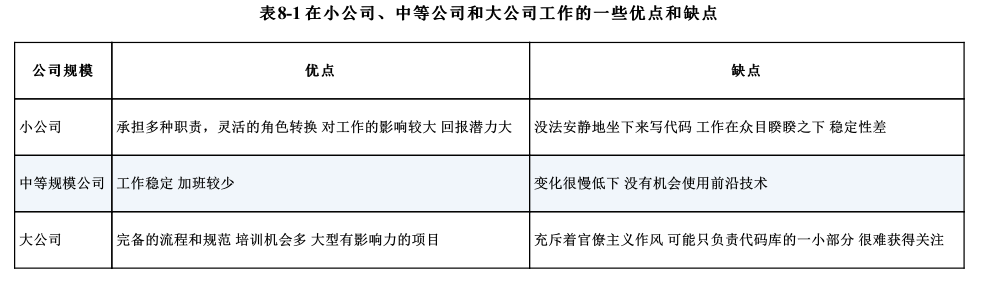 表8-1 在小公司、中等公司和大公司工作的一些优点和缺点
公司规模 优点 缺点
小公司 承担多种职责，灵活的角色转换 对工作的影响较大 回报潜力大 没法安静地坐下来写代码 工作在众目睽睽之下 稳定性差
中等规模公司 工作稳定 加班较少 变化很慢低下 没有机会使用前沿技术
大公司 完备的流程和规范 培训机会多 大型有影响力的项目 充斥着官僚主义作风 可能只负责代码库的一小部分 很难获得关注